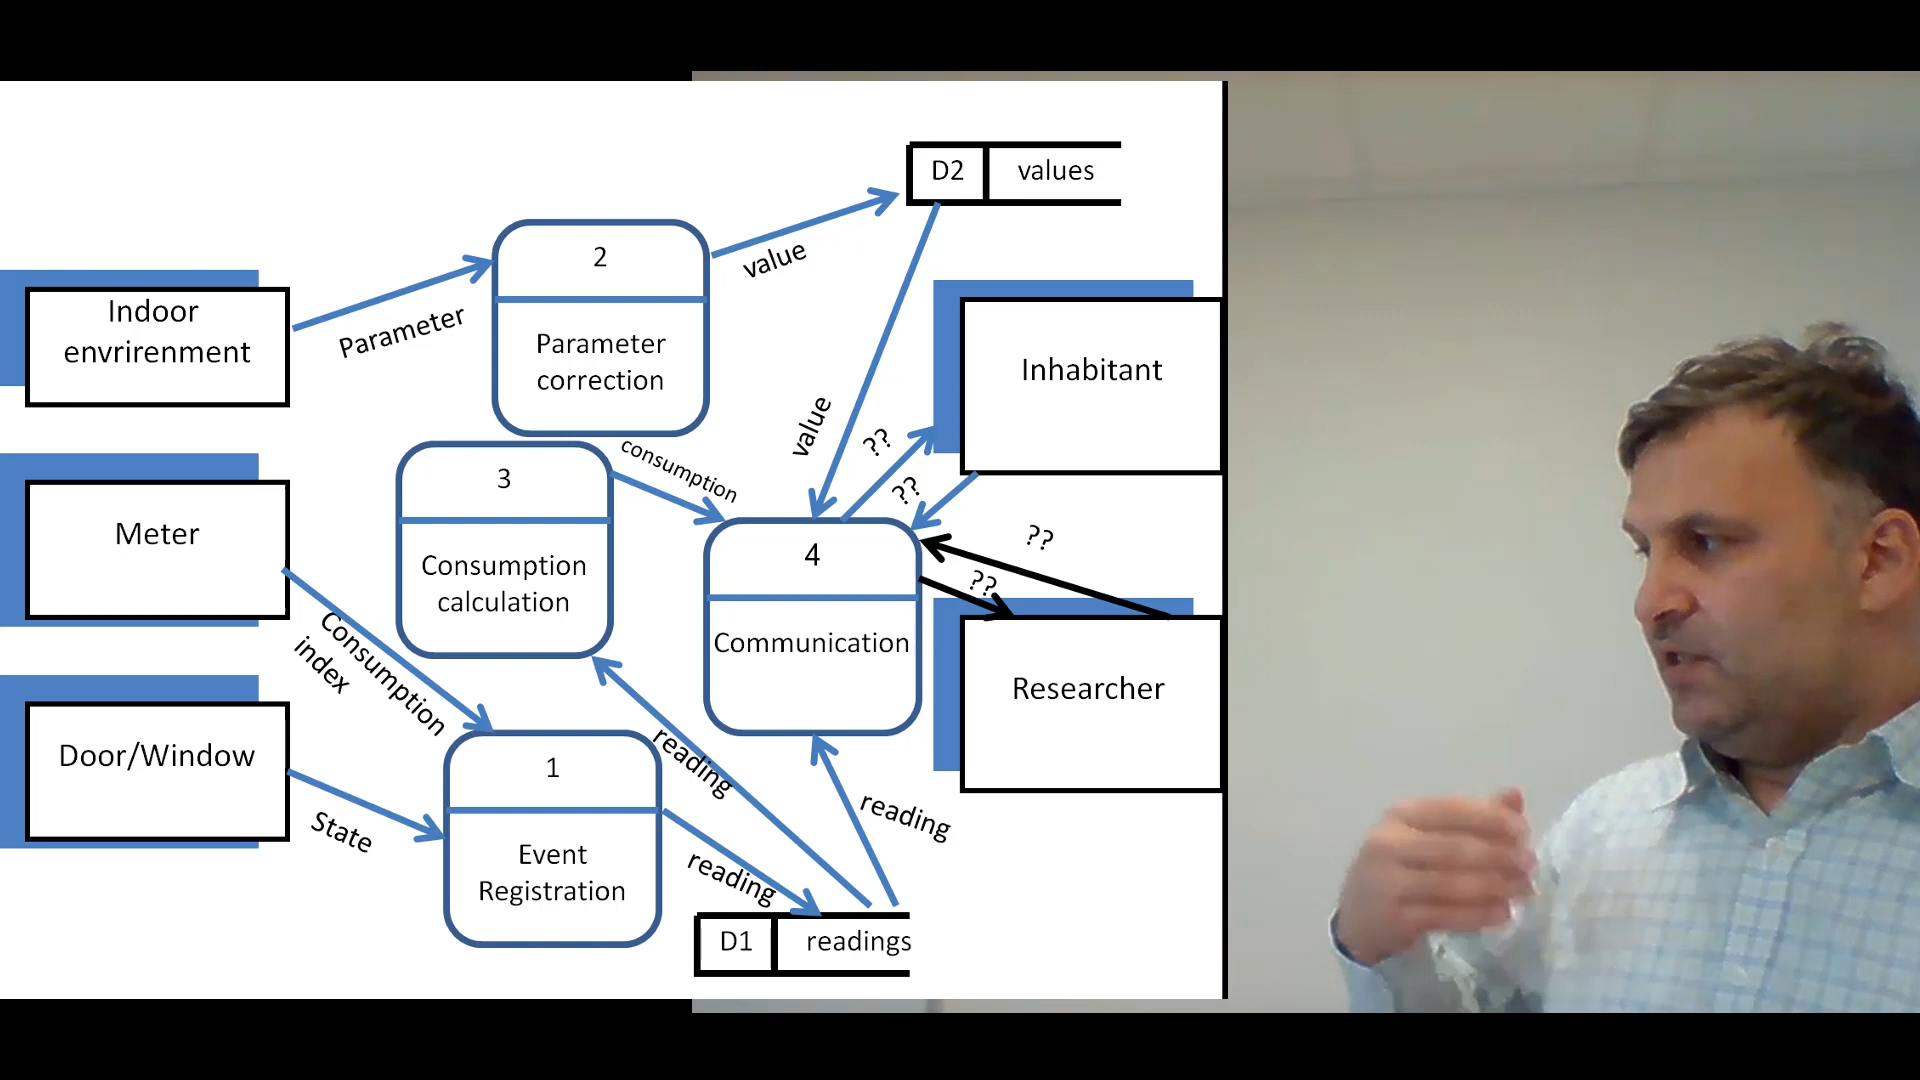 D2
values
2
value
Indoor
envrirenment
Parameter
Parameter
correction
Inhabitant
value
??
consumption
3
??
Meter
4
??
Consumption
calculation
??
Consumption
index
Communication
Researcher
Door/Window
reading
1
State
reading
Event
Registration
reading
D1
readings